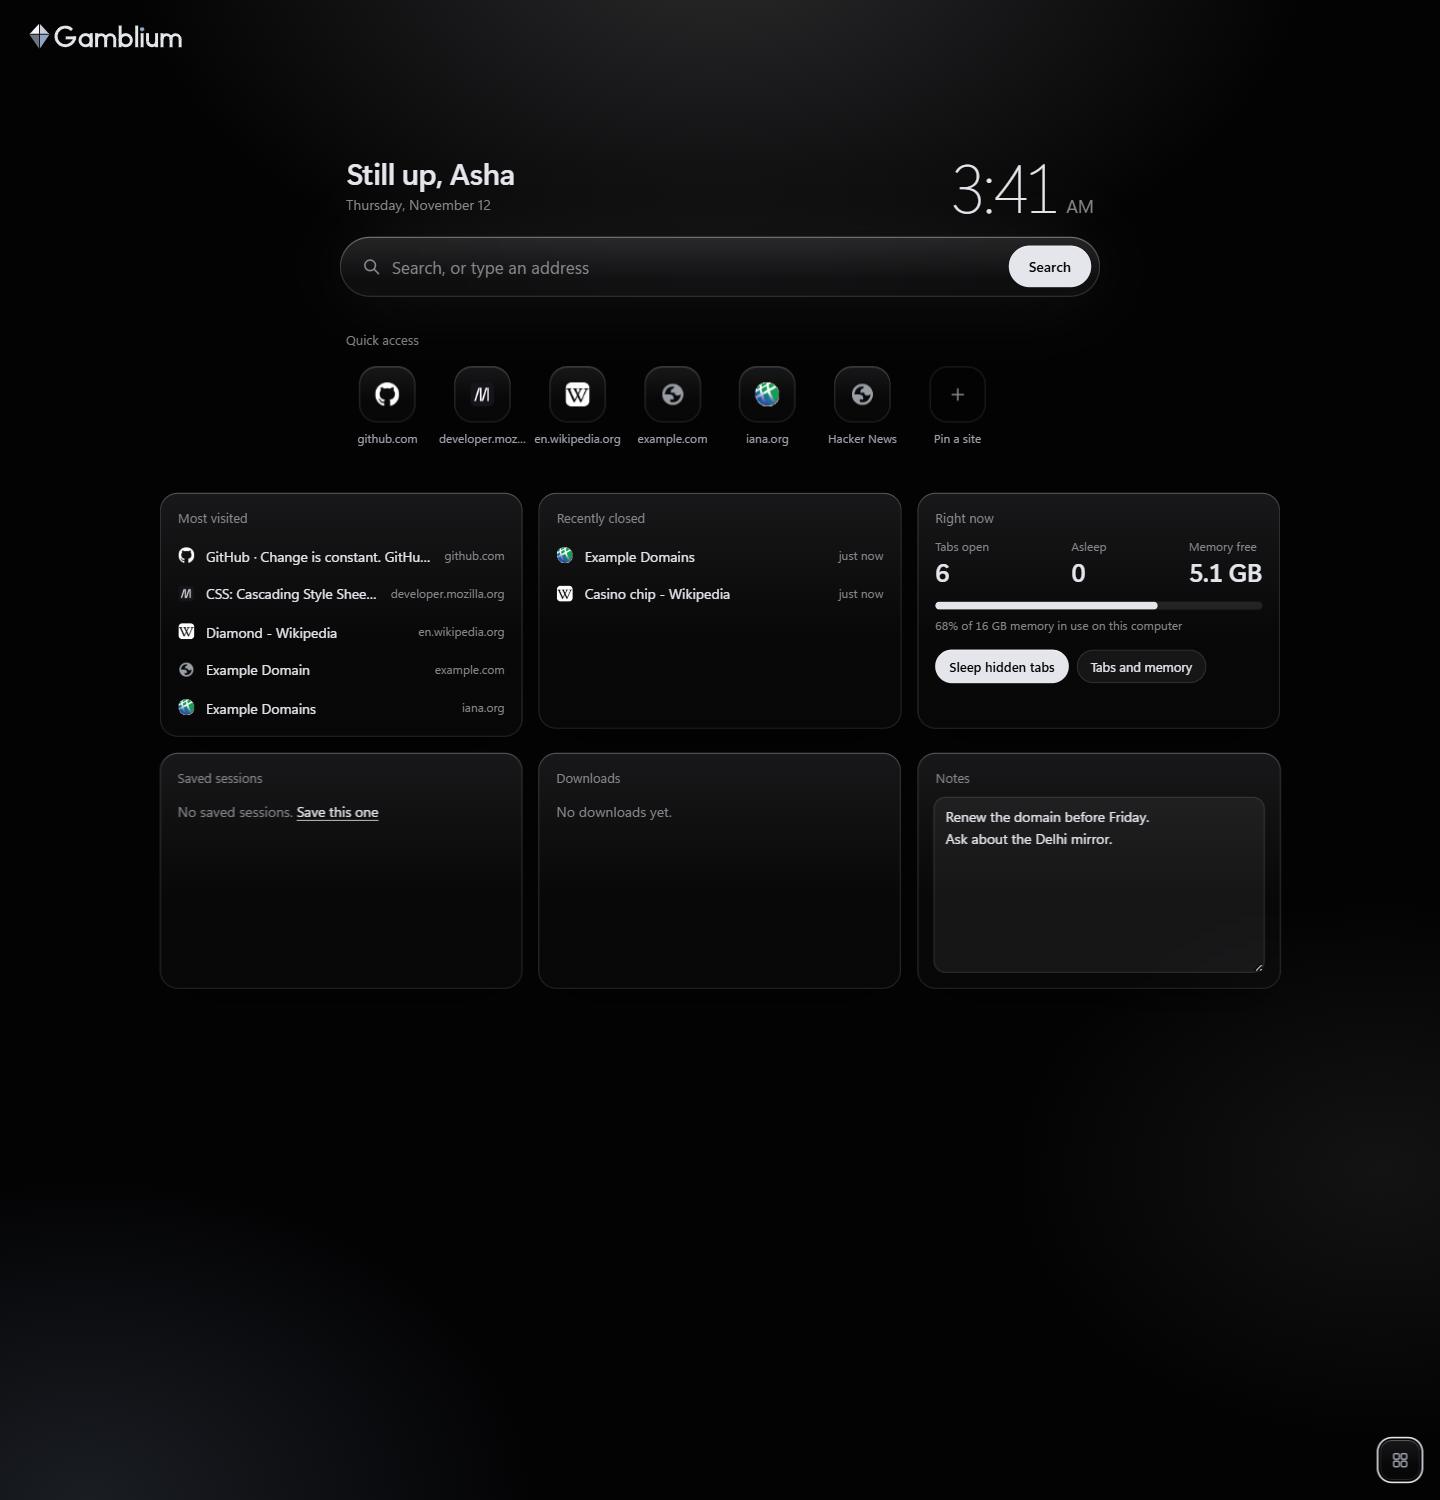 Gamblium
Still up, Asha
Thursday, November 12
3:41 AM
Search, or type an address
Search
Quick access
github.com
developer.moz...
en.wikipedia.org
example.com
iana.org
Hacker News
Pin a site
Most visited
GitHub · Change is constant. GitHu... github.com
CSS: Cascading Style Shee... developer.mozilla.org
Diamond - Wikipedia en.wikipedia.org
Example Domain example.com
Example Domains iana.org
Recently closed
Example Domains just now
Casino chip - Wikipedia just now
Right now
Tabs open Asleep Memory free
6 0 5.1 GB
68% of 16 GB memory in use on this computer
Sleep hidden tabs
Tabs and memory
Saved sessions
No saved sessions. Save this one
Downloads
No downloads yet.
Notes
Renew the domain before Friday.
Ask about the Delhi mirror.